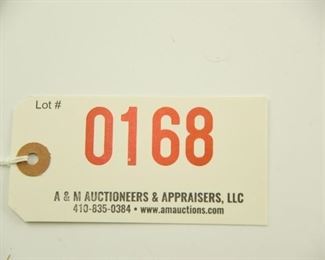 Lot #
0168
A & M AUCTIONEERS & APPRAISERS, LLC
410-835-0384 • www.amauctions.com